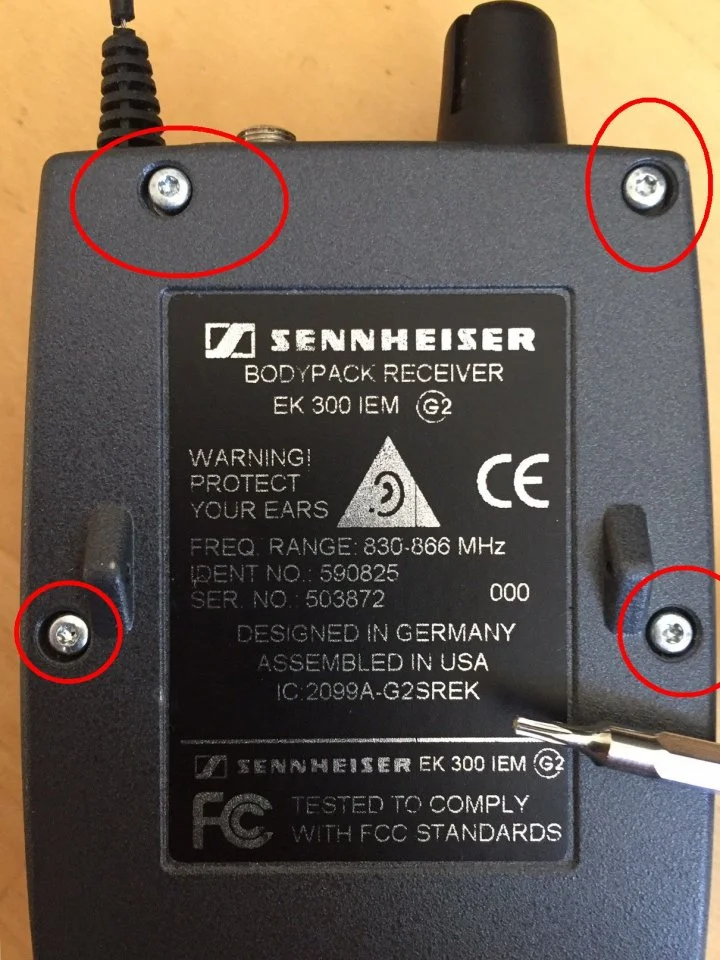 SENNHEISER
BODYPACK RECEIVER
EK 300 IEM G2
WARNING!
PROTECT
YOUR EARS
CE
FREQ. RANGE: 830-866 MHz
IDENT NO.: 590825
SER. NO.: 503872 000
DESIGNED IN GERMANY
ASSEMBLED IN USA
IC:2099A-G2SREK
SENNHEISER EK 300 IEM G2
FC TESTED TO COMPLY
WITH FCC STANDARDS